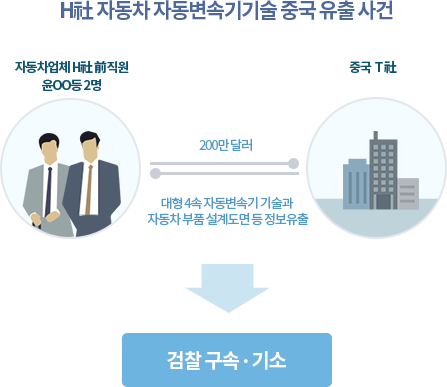 H社 자동차 자동변속기기술 중국 유출 사건
자동차업체 H社 前직원
윤OO등 2명
중국 T社
200만 달러
대형 4속 자동변속기 기술과
자동차 부품 설계도면 등 정보유출
검찰 구속·기소